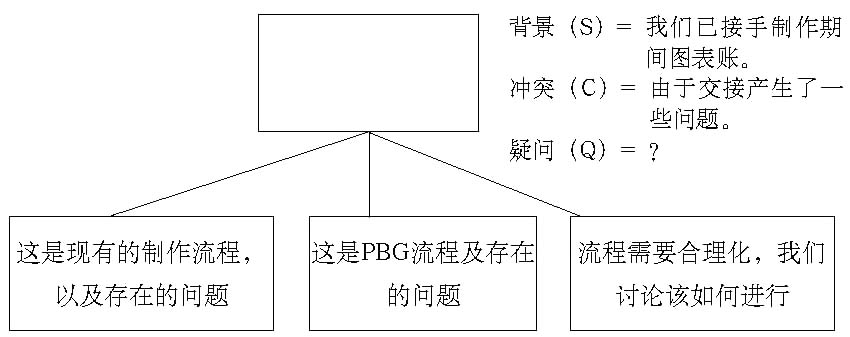 背景（S）= 我们已接手制作期
间图表账。
冲突（C）= 由于交接产生了一
些问题。
疑问（Q）= ？
这是现有的制作流程，
以及存在的问题
这是PBG流程及存在
的问题
流程需要合理化，我们
讨论该如何进行